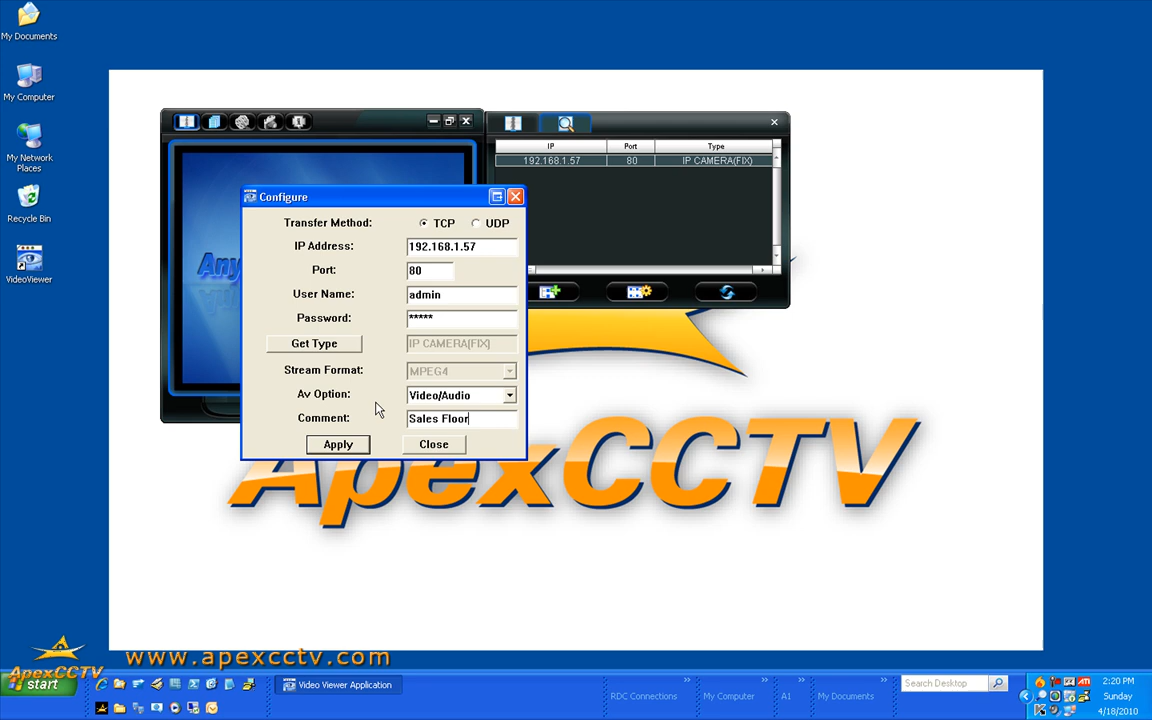 My Documents
My Computer
My Network
Places
Recycle Bin
VideoViewer
IP Port Type
192.168.1.57 80 IP CAMERA(FIX)
Any
Configure
Transfer Method: TCP UDP
IP Address: 192.168.1.57
Port: 80
User Name: admin
Password: *****
Get Type IP CAMERA[FIX]
Stream Format: MPEG4
Av Option: Video/Audio
Comment: Sales Floor
Apply Close
ApexCCTV
www.apexcctv.com
ApexCCTV
start
Video Viewer Application
RDC Connections
My Computer
A1
My Documents
Search Desktop
2:20 PM
Sunday
4/18/2010